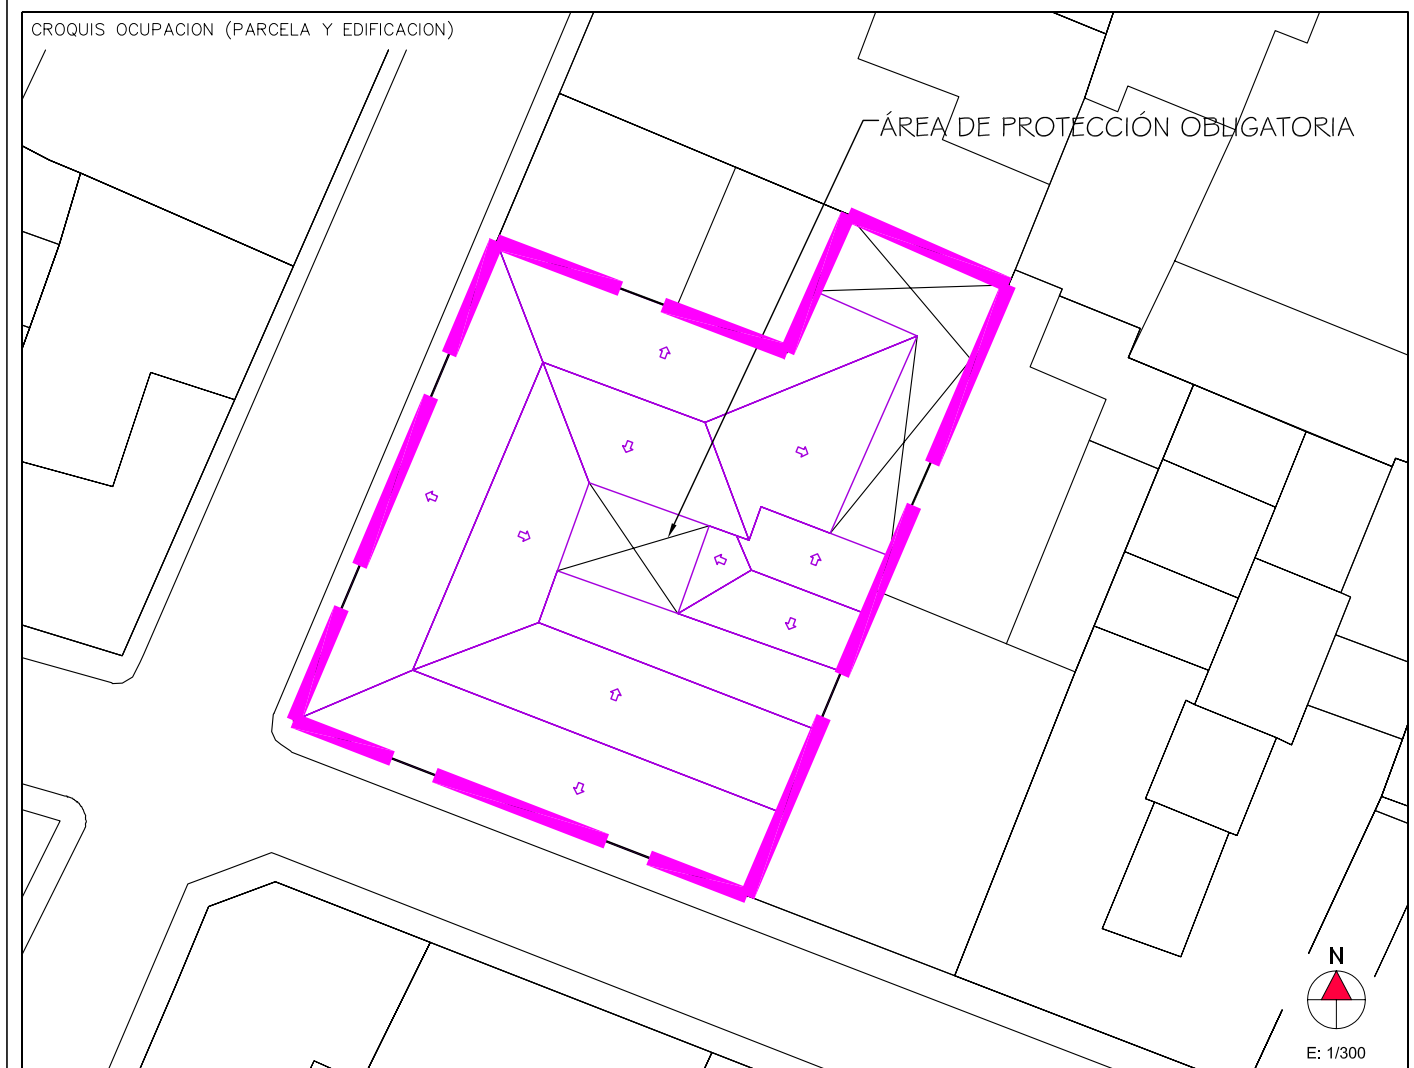 CROQUIS OCUPACION (PARCELA Y EDIFICACION)
ÁREA DE PROTECCIÓN OBLIGATORIA
N
E: 1/300